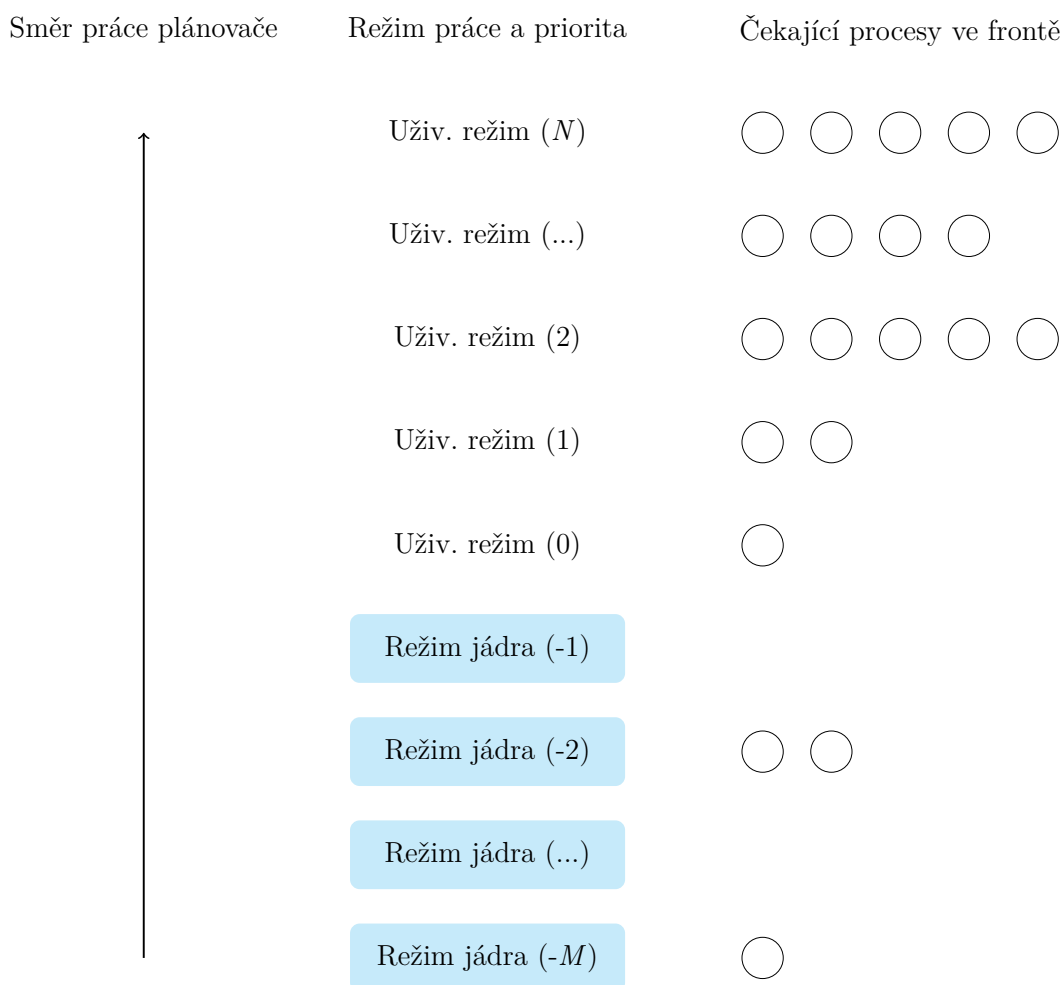 Směr práce plánovače Režim práce a priorita Čekající procesy ve frontě
Uživ. režim (N)
Uživ. režim (...)
Uživ. režim (2)
Uživ. režim (1)
Uživ. režim (0)
Režim jádra (-1)
Režim jádra (-2)
Režim jádra (...)
Režim jádra (-M)